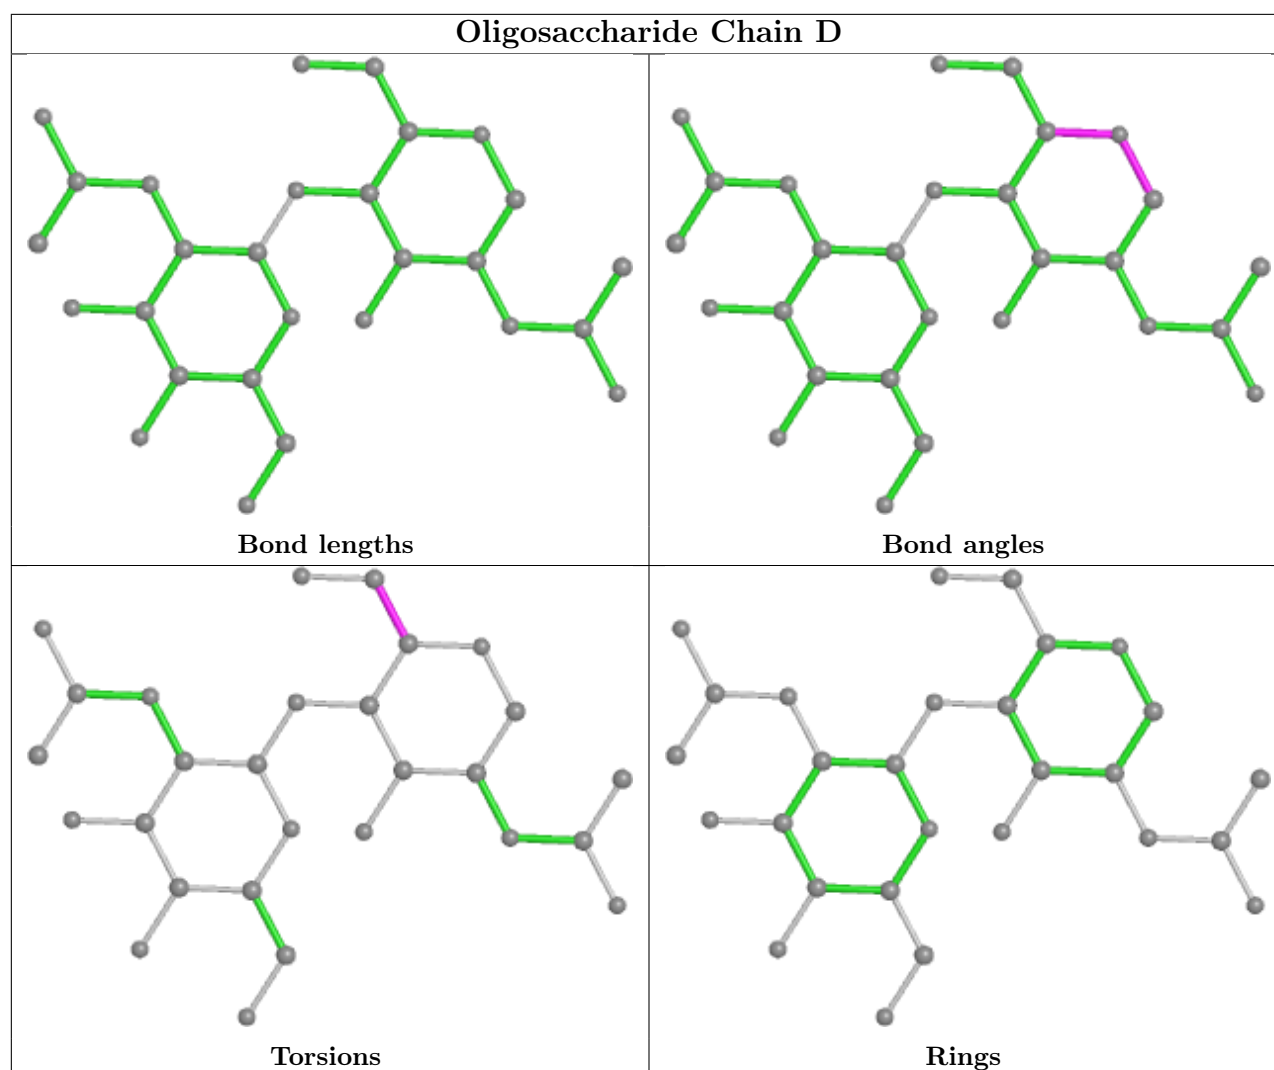 Oligosaccharide Chain D
Bond lengths
Bond angles
Torsions
Rings